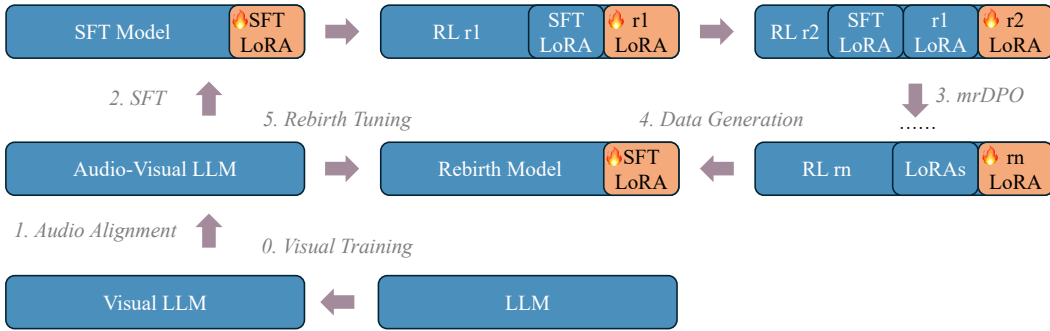 SFT Model
SFT
LoRA
RL r1
SFT
LoRA
r1
LoRA
RL r2
SFT
LoRA
r1
LoRA
r2
LoRA
2. SFT
3. mrDPO
5. Rebirth Tuning
4. Data Generation
......
Audio-Visual LLM
Rebirth Model
SFT
LoRA
RL rn
LoRAs
rn
LoRA
1. Audio Alignment
0. Visual Training
Visual LLM
LLM